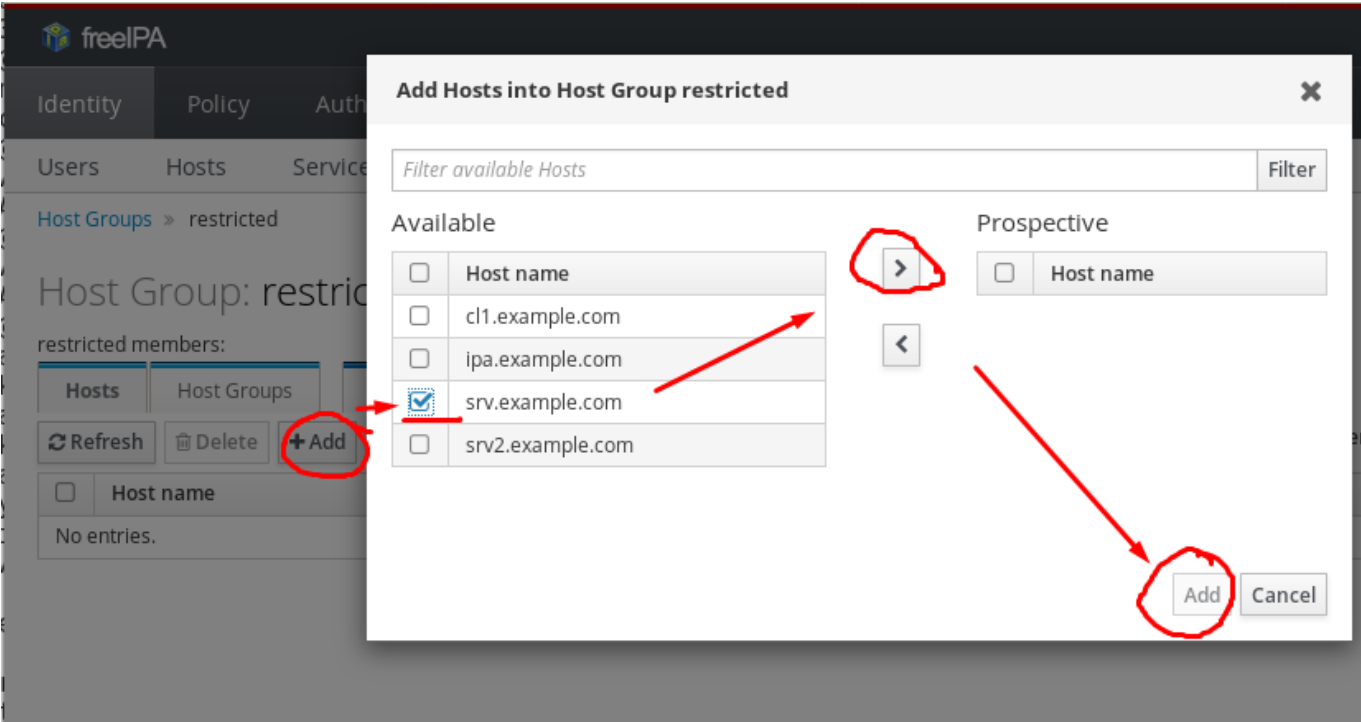 freeIPA
Identity Policy Auth
Users Hosts Service
Host Groups » restricted
Host Group: restric
restricted members:
Hosts Host Groups
Refresh Delete Add
Host name
No entries.
Add Hosts into Host Group restricted
Filter available Hosts Filter
Available
Host name
cl1.example.com
ipa.example.com
srv.example.com
srv2.example.com
Prospective
Host name
Add Cancel